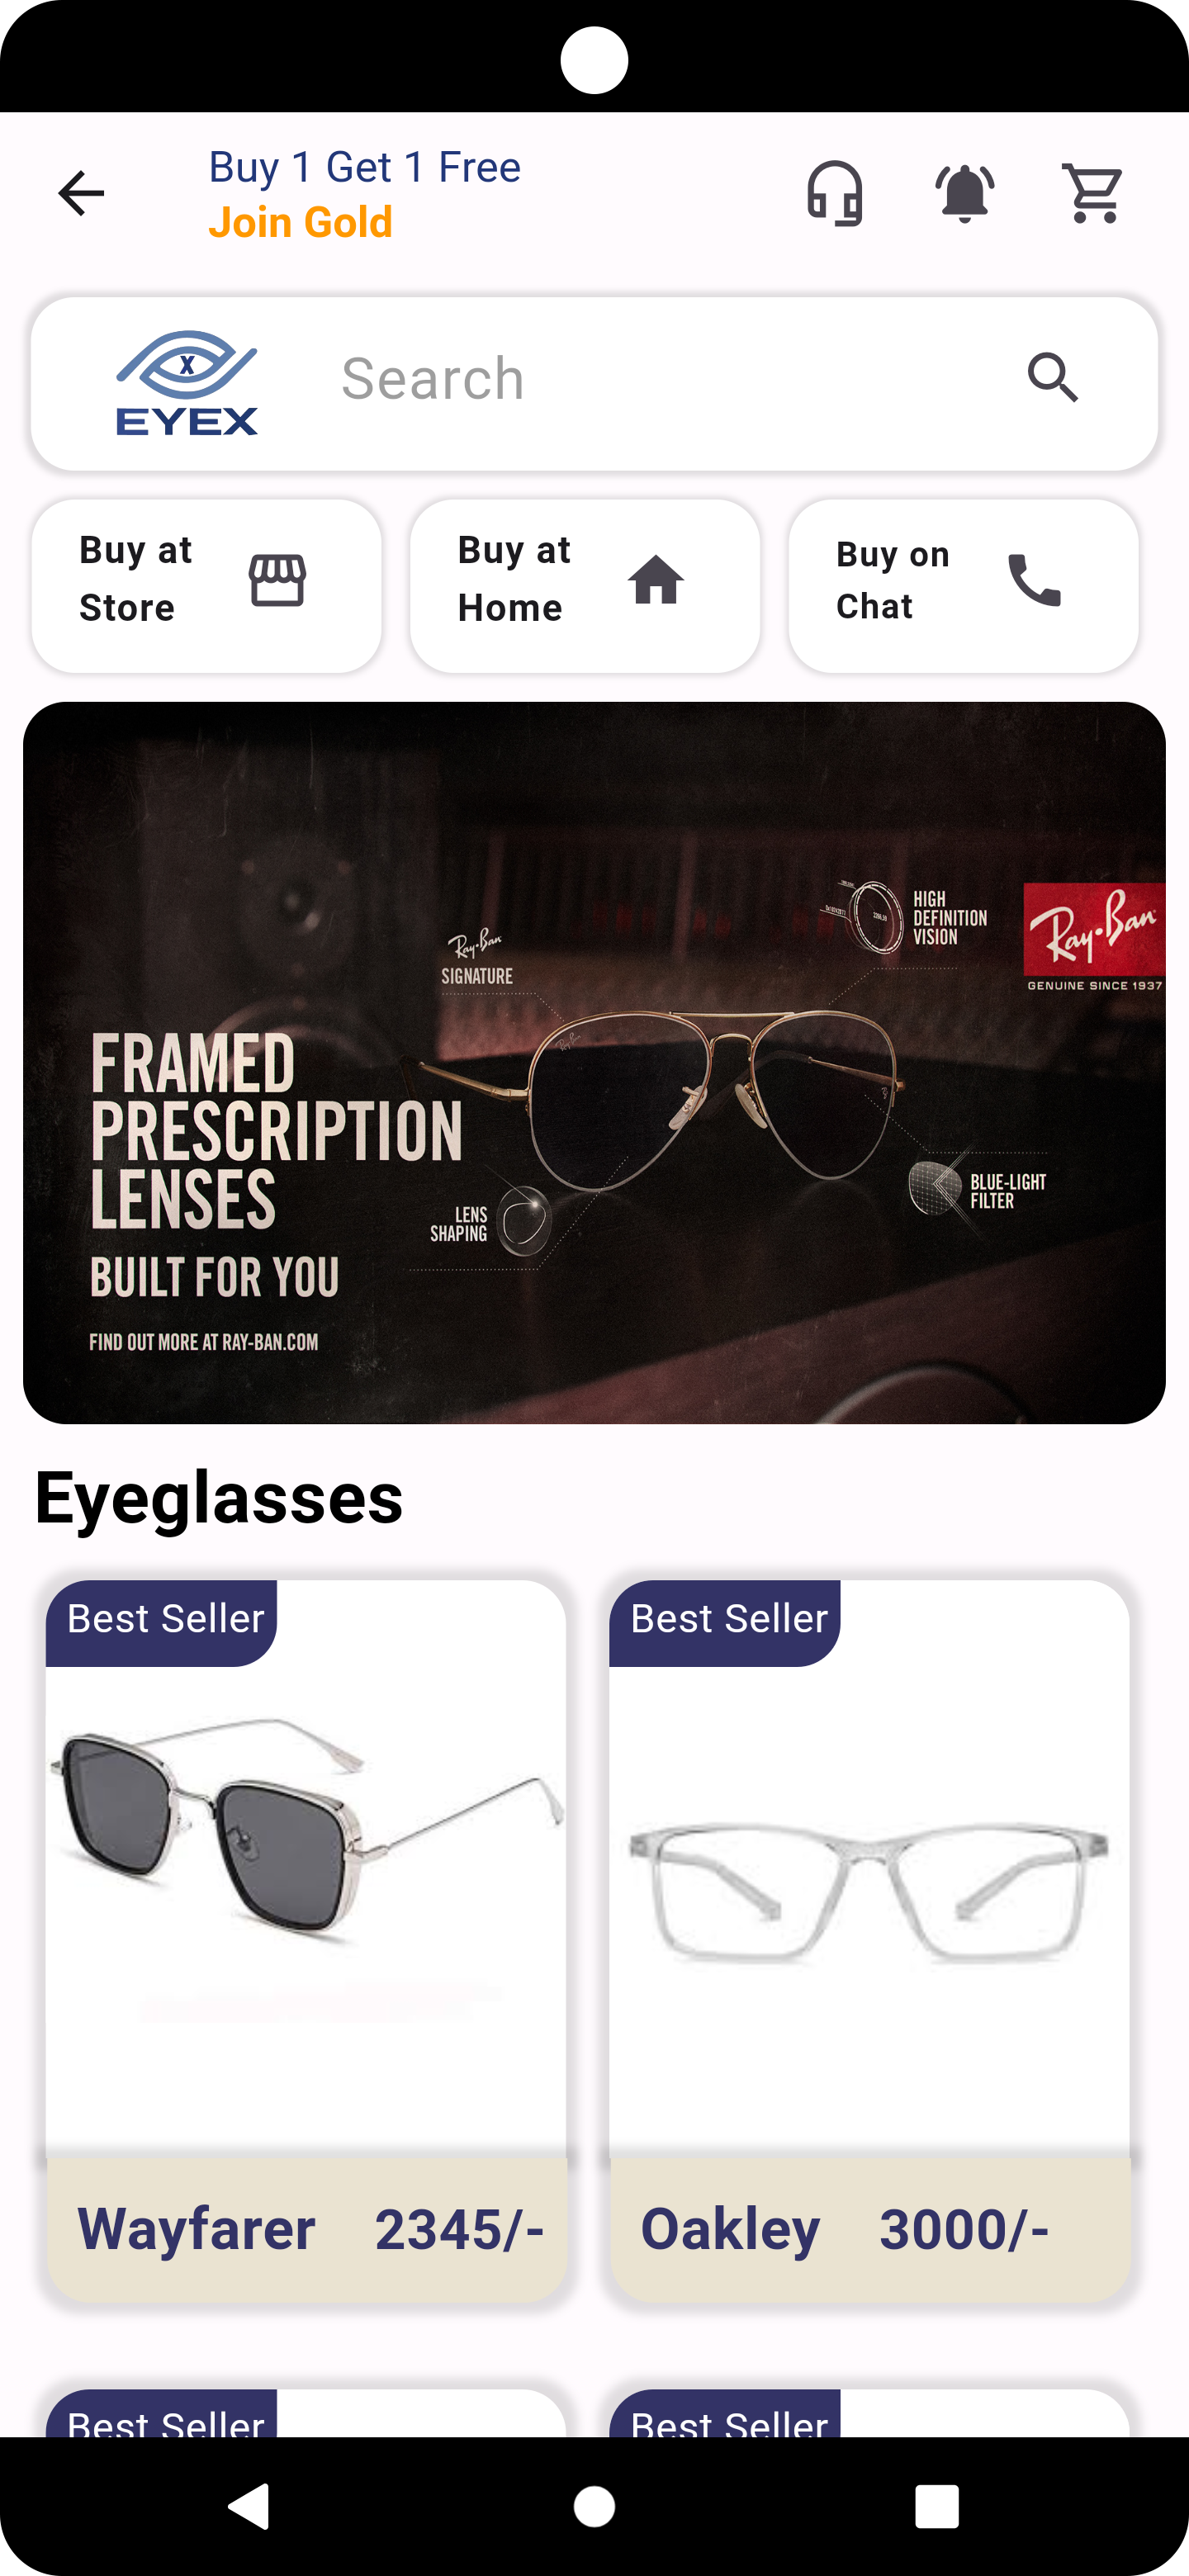 Buy 1 Get 1 Free
Join Gold
X
EYEX
Search
Buy at
Store
Buy at
Home
Buy on
Chat
Ray-Ban
SIGNATURE
HIGH
DEFINITION
VISION
Ray-Ban
GENUINE SINCE 1937
FRAMED
PRESCRIPTION
LENSES
BUILT FOR YOU
FIND OUT MORE AT RAY-BAN.COM
LENS
SHAPING
BLUE-LIGHT
FILTER
Eyeglasses
Best Seller
Best Seller
Wayfarer 2345/-
Oakley 3000/-
Best Seller
Best Seller